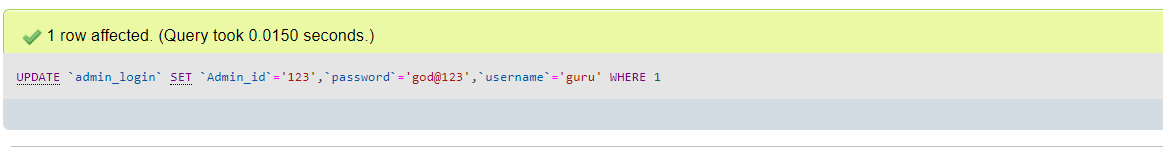 1 row affected. (Query took 0.0150 seconds.)
UPDATE `admin_login` SET `Admin_id`='123',`password`='god@123',`username`='guru' WHERE 1